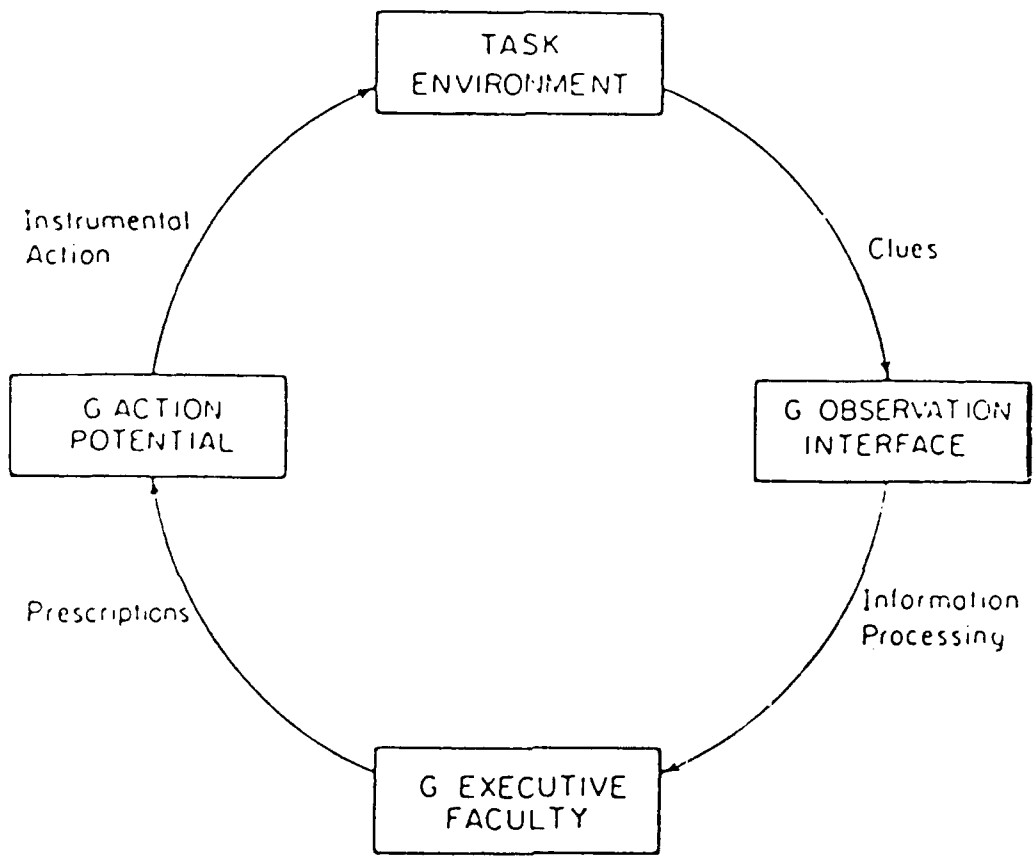 TASK
ENVIRONMENT
Instrumental
Action
Clues
G ACTION
POTENTIAL
G OBSERVATION
INTERFACE
Prescriptions
Information
Processing
G EXECUTIVE
FACULTY